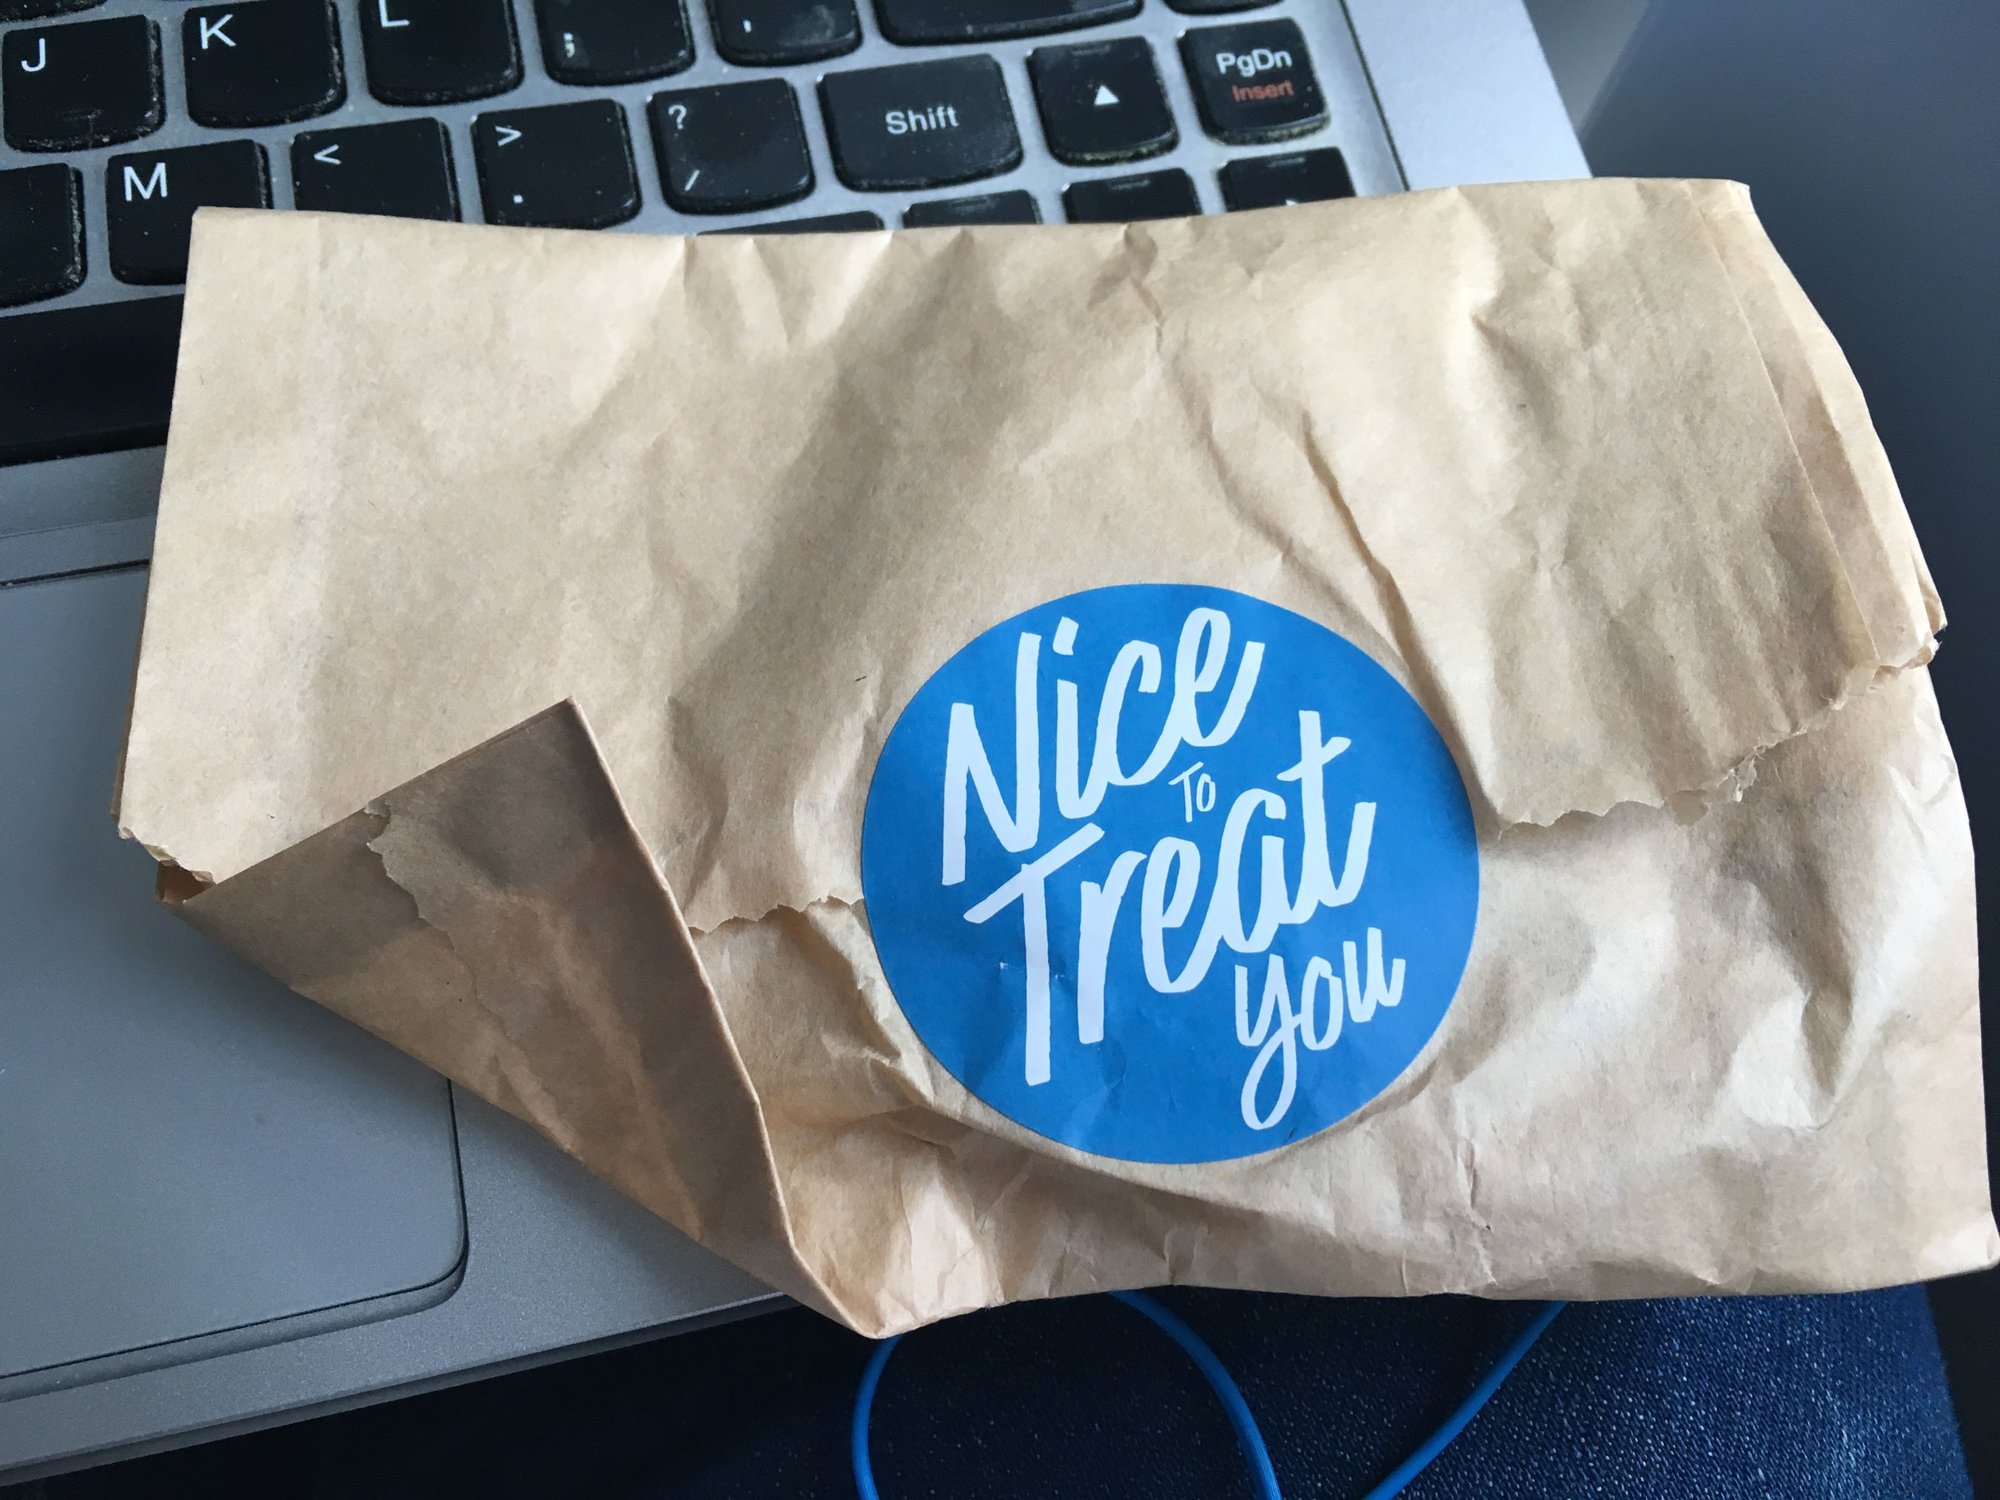 J K L ; '
M < > . ? / Shift ▲ PgDn
Insert
Nice
To
Treat
you